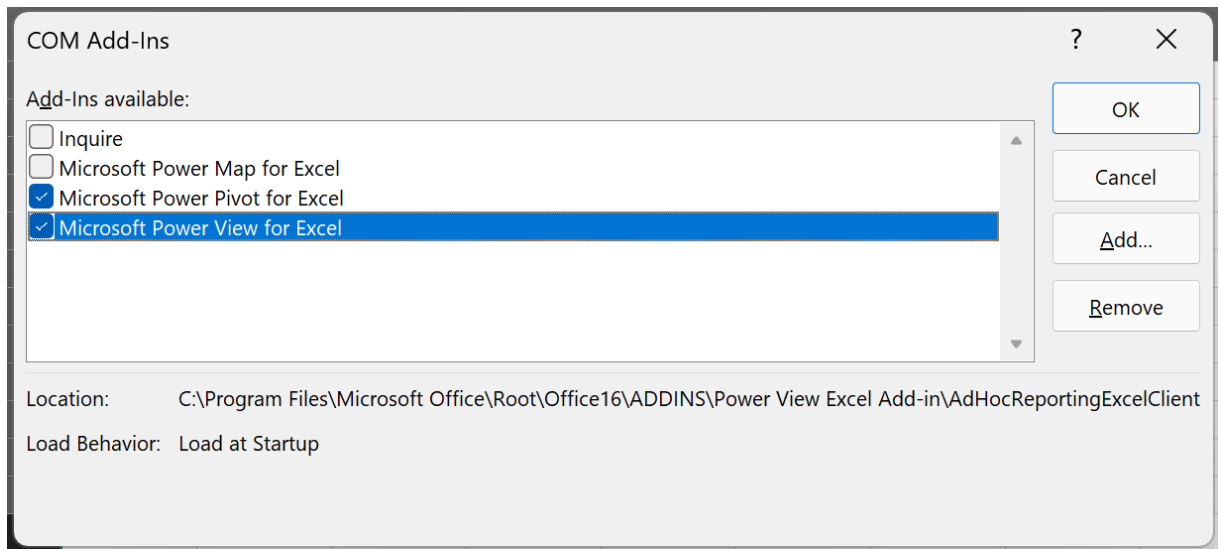 COM Add-Ins
?
Add-Ins available:
OK
Inquire
Microsoft Power Map for Excel
Cancel
Microsoft Power Pivot for Excel
Microsoft Power View for Excel
Add...
Remove
Location: C:\Program Files\Microsoft Office\Root\Office16\ADDINS\Power View Excel Add-in\AdHocReportingExcelClient
Load Behavior: Load at Startup